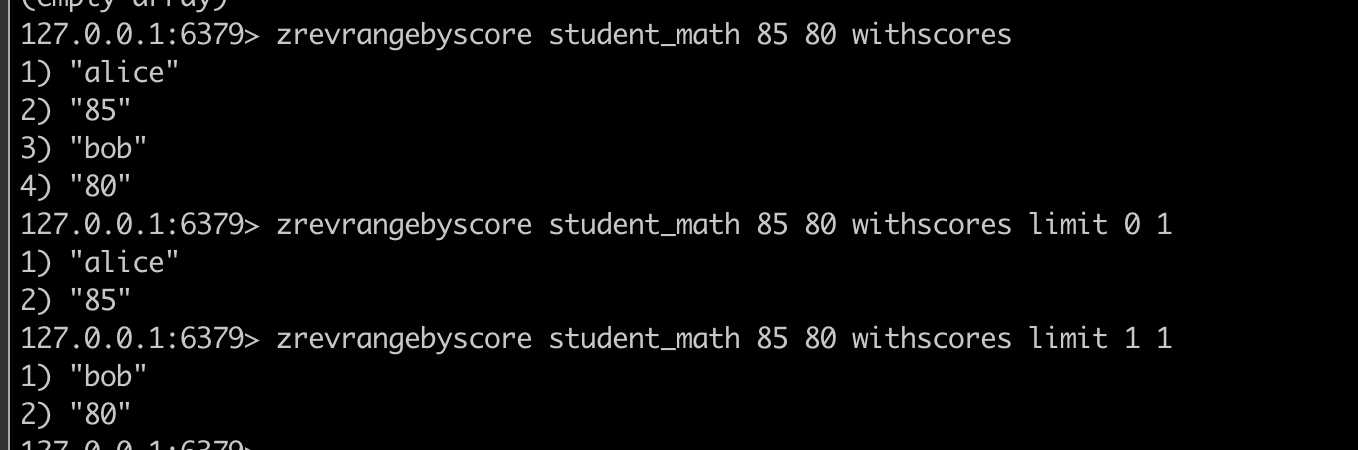 (empty array)
127.0.0.1:6379> zrevrangebyscore student_math 85 80 withscores
1) "alice"
2) "85"
3) "bob"
4) "80"
127.0.0.1:6379> zrevrangebyscore student_math 85 80 withscores limit 0 1
1) "alice"
2) "85"
127.0.0.1:6379> zrevrangebyscore student_math 85 80 withscores limit 1 1
1) "bob"
2) "80"
127.0.0.1:6379>